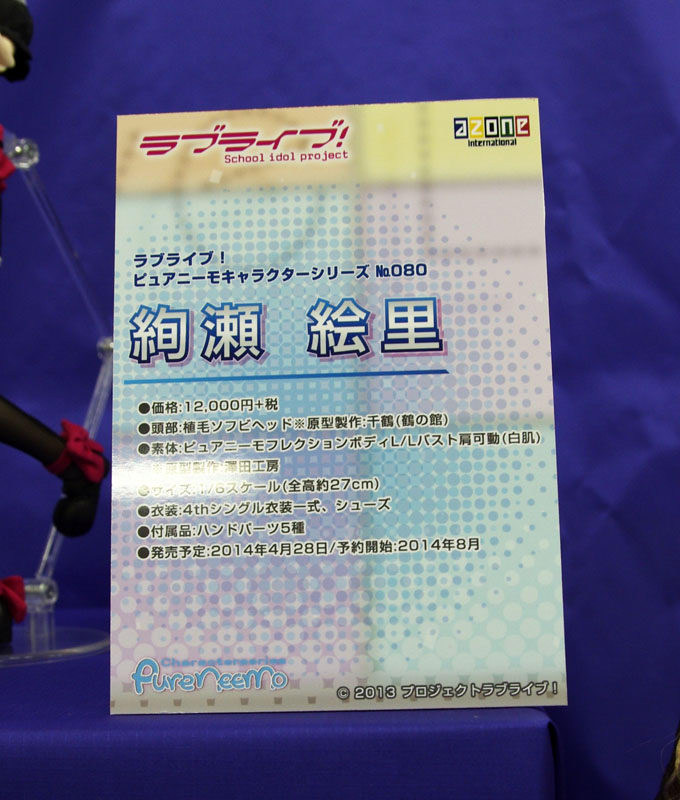 ラブライブ!
School idol project
azone
international
ラブライブ!
ピュアニーモキャラクターシリーズ №080
絢瀬 絵里
●価格:12,000円+税
●頭部:植毛ソフビヘッド※原型製作:千鶴(鶴の館)
●素体:ピュアニーモフレクションボディL/Lバスト肩可動(白肌)
※原型製作:澤田工房
●サイズ:1/6スケール(全高約27cm)
●衣装:4thシングル衣装一式、シューズ
●付属品:ハンドパーツ5種
●発売予定:2014年4月28日/予約開始:2014年8月
Characterseries
PureNeemo
© 2013 プロジェクトラブライブ!